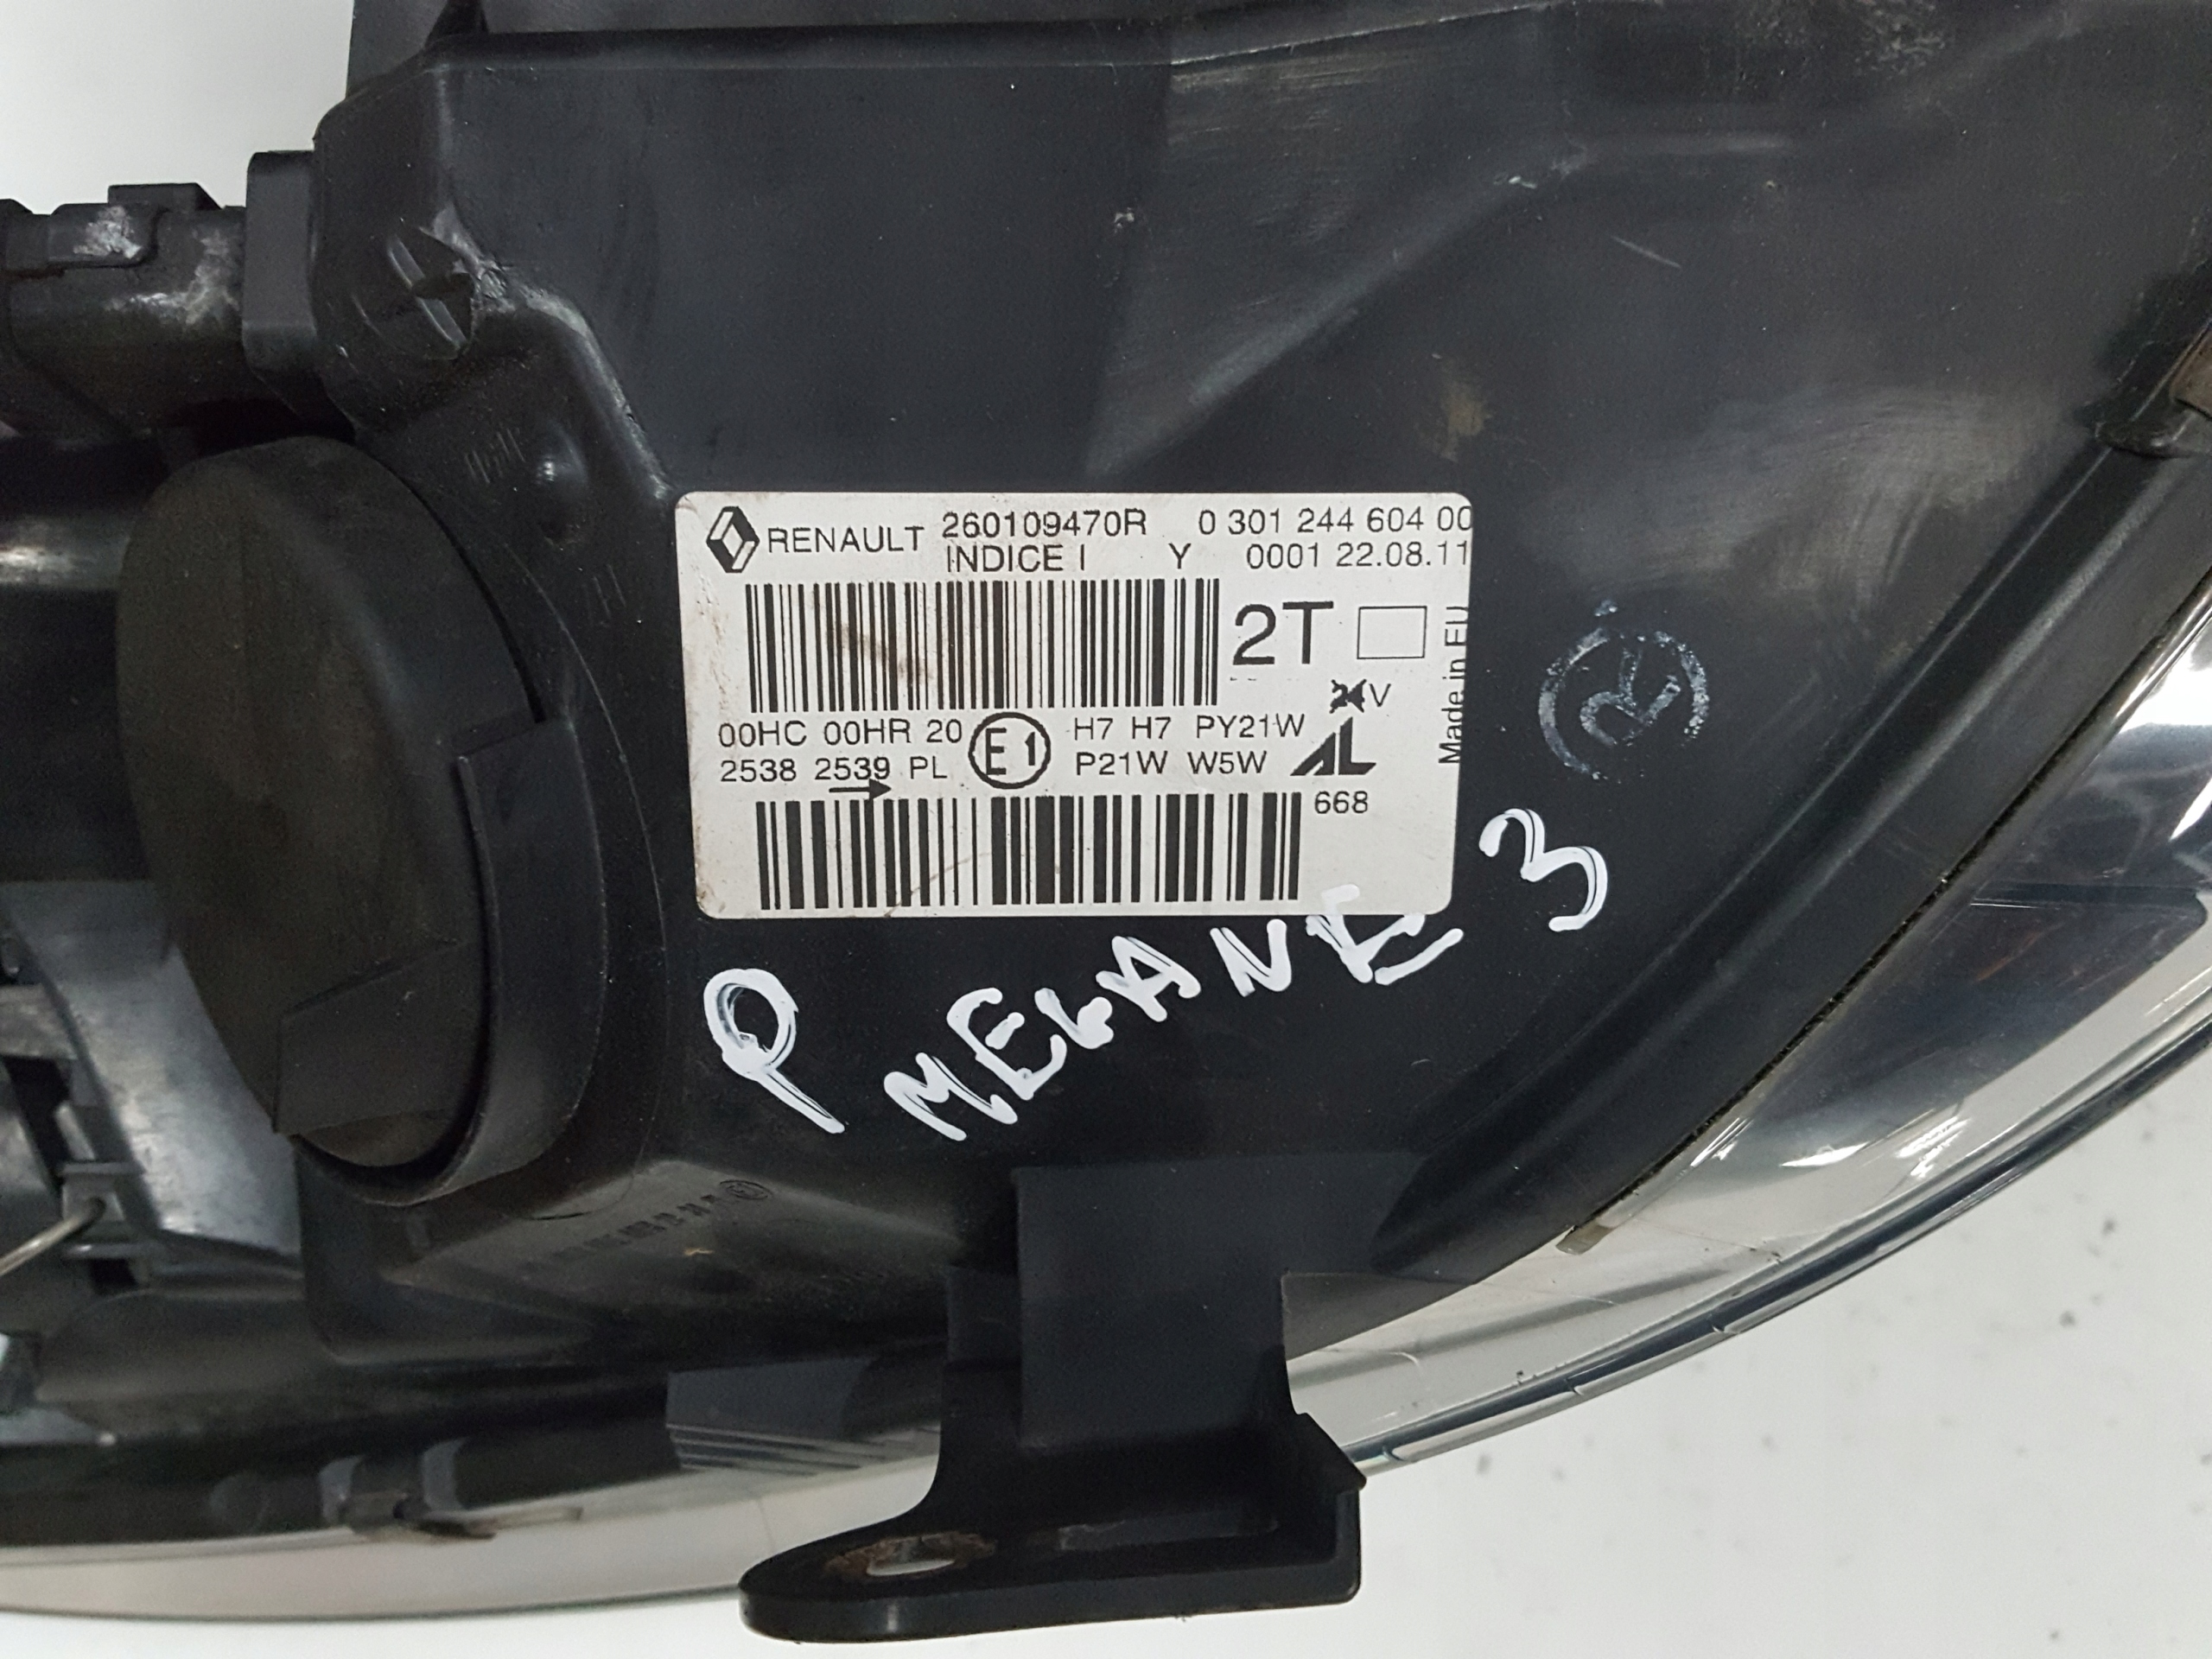 RENAULT 260109470R 0 301 244 604 00
INDICE I Y 0001 22.08.11
2T
Made in EU
V
00HC 00HR 20 E1 H7 H7 PY21W
2538 2539 PL P21W W5W AL
668
R
P MEGANE 3